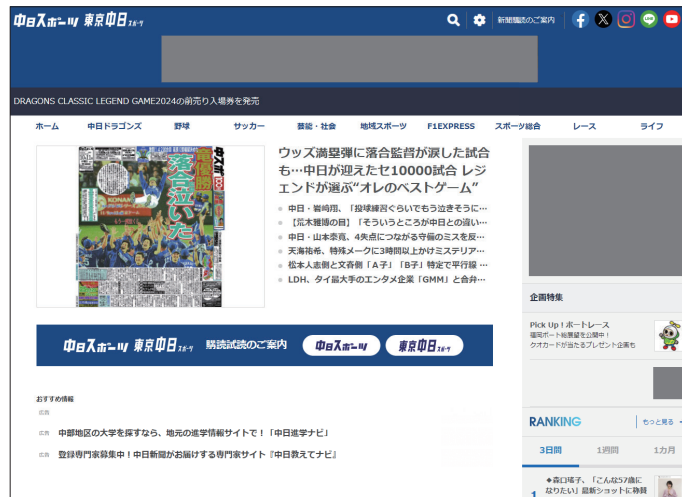 中日スポーツ 東京中日スポーツ
新聞購読のご案内
DRAGONS CLASSIC LEGEND GAME2024の前売り入場券を発売
ホーム 中日ドラゴンズ 野球 サッカー 芸能・社会 地域スポーツ F1EXPRESS スポーツ総合 レース ライフ
中スポ
竜優勝
落合泣いた
KONAMI
ウッズ満塁弾に落合監督が涙した試合
も…中日が迎えたセ10000試合 レジ
ェンドが選ぶ“オレのベストゲーム”
中日・岩嵜翔、「投球練習ぐらいでもう泣きそうに…
【荒木雅博の目】「そういうところが中日との違い…
中日・山本泰寛、4失点につながる守備のミスを反…
天海祐希、特殊メークに3時間以上かけミステリア…
松本人志側と文春側「A子」「B子」特定で平行線 …
LDH、タイ最大手のエンタメ企業「GMM」と合弁…
企画特集
Pick Up！ボートレース
福岡ボート総展望を公開中！
クオカードが当たるプレゼント企画も
中日スポーツ 東京中日スポーツ 購読試読のご案内 中日スポーツ 東京中日スポーツ
おすすめ情報
広告
広告 中部地区の大学を探すなら、地元の進学情報サイトで！「中日進学ナビ」
広告 登録専門家募集中！中日新聞がお届けする専門家サイト『中日教えてナビ』
RANKING もっと見る
3日間 1週間 1カ月
1 ◆森口瑤子、「こんな57歳に
なりたい」最新ショットに称賛